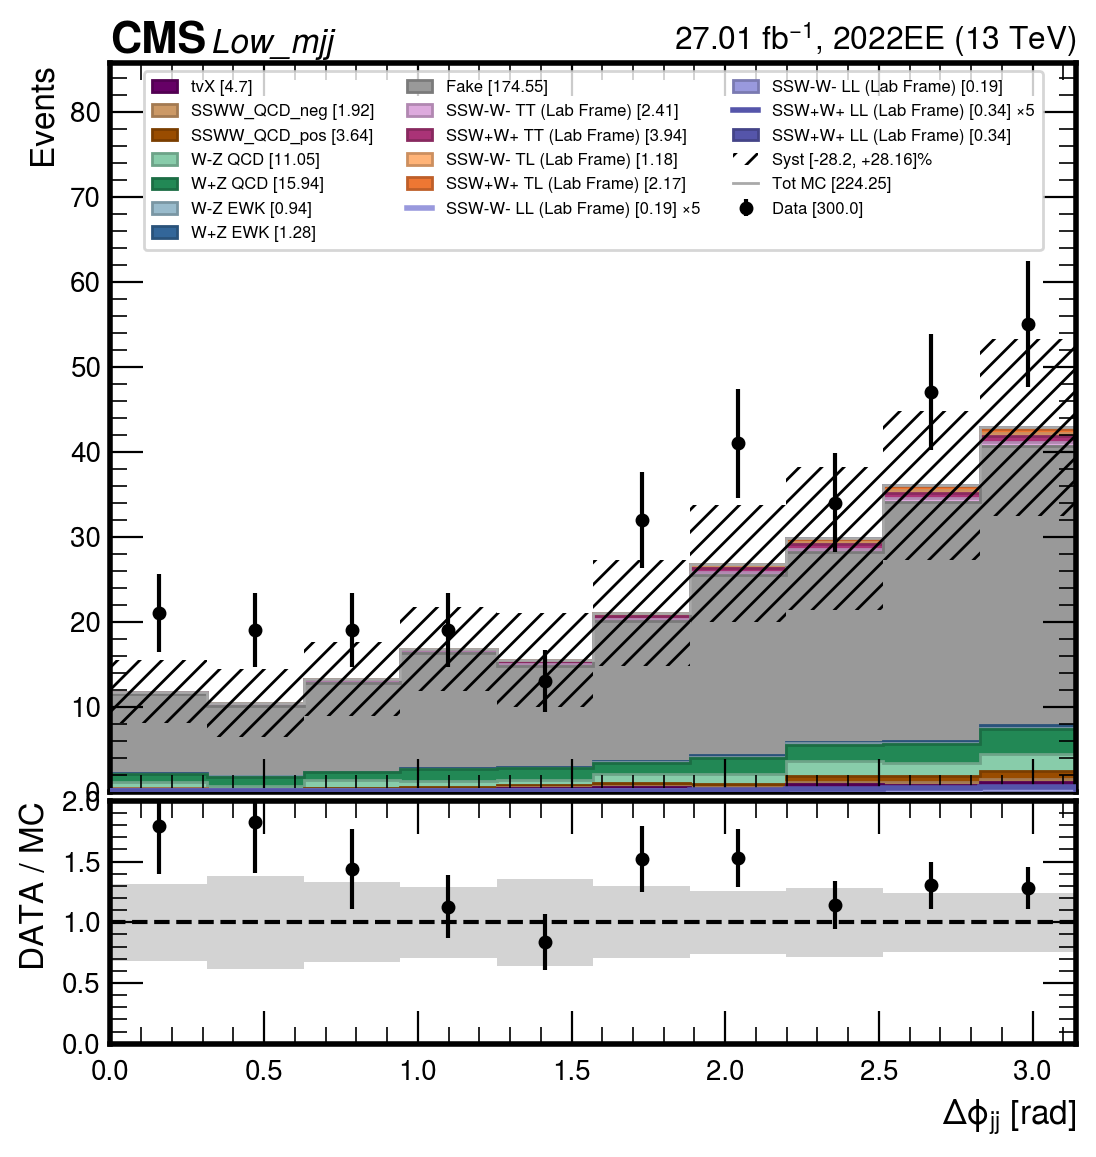 CMS Low_mjj 27.01 fb⁻¹, 2022EE (13 TeV)
Events
tvX [4.7]
SSWW_QCD_neg [1.92]
SSWW_QCD_pos [3.64]
W-Z QCD [11.05]
W+Z QCD [15.94]
W-Z EWK [0.94]
W+Z EWK [1.28]
Fake [174.55]
SSW-W- TT (Lab Frame) [2.41]
SSW+W+ TT (Lab Frame) [3.94]
SSW-W- TL (Lab Frame) [1.18]
SSW+W+ TL (Lab Frame) [2.17]
SSW-W- LL (Lab Frame) [0.19] ×5
SSW-W- LL (Lab Frame) [0.19]
SSW+W+ LL (Lab Frame) [0.34] ×5
SSW+W+ LL (Lab Frame) [0.34]
Syst [-28.2, +28.16]%
Tot MC [224.25]
Data [300.0]
80
70
60
50
40
30
20
10
0
DATA / MC
2.0
1.5
1.0
0.5
0.0
0.0 0.5 1.0 1.5 2.0 2.5 3.0
Δϕjj [rad]